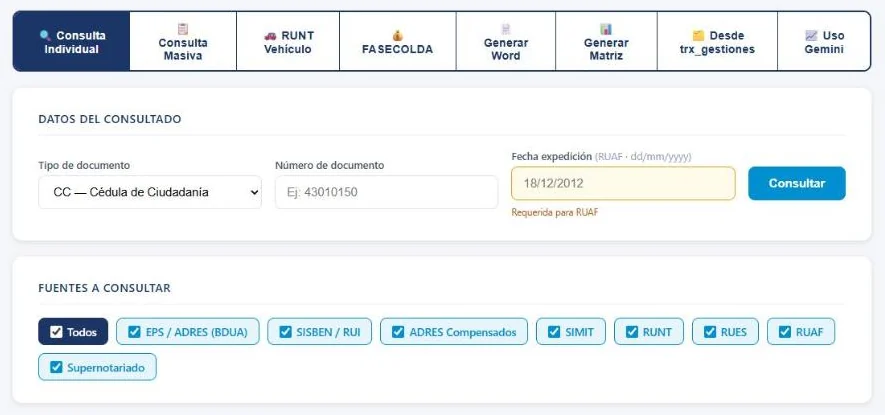 Consulta
Individual
Consulta
Masiva
RUNT
Vehículo
FASECOLDA
Generar
Word
Generar
Matriz
Desde
trx_gestiones
Uso
Gemini
DATOS DEL CONSULTADO
Tipo de documento
CC — Cédula de Ciudadanía
Número de documento
Ej: 43010150
Fecha expedición (RUAF · dd/mm/yyyy)
18/12/2012
Requerida para RUAF
Consultar
FUENTES A CONSULTAR
Todos
EPS / ADRES (BDUA)
SISBEN / RUI
ADRES Compensados
SIMIT
RUNT
RUES
RUAF
Supernotariado